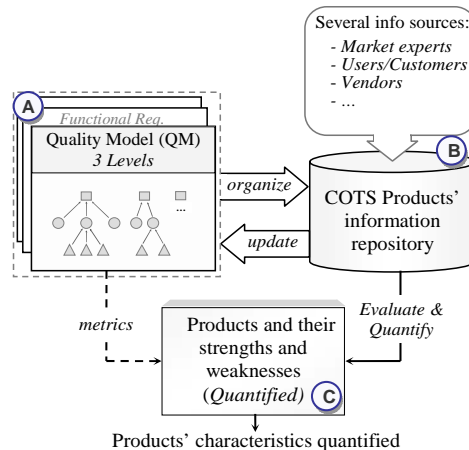 Several info sources:
- Market experts
- Users/Customers
- Vendors
- ...
A
Functional Req.
Quality Model (QM)
3 Levels
...
organize
update
B
COTS Products'
information
repository
metrics
Evaluate &
Quantify
Products and their
strengths and
weaknesses
(Quantified)
C
Products' characteristics quantified